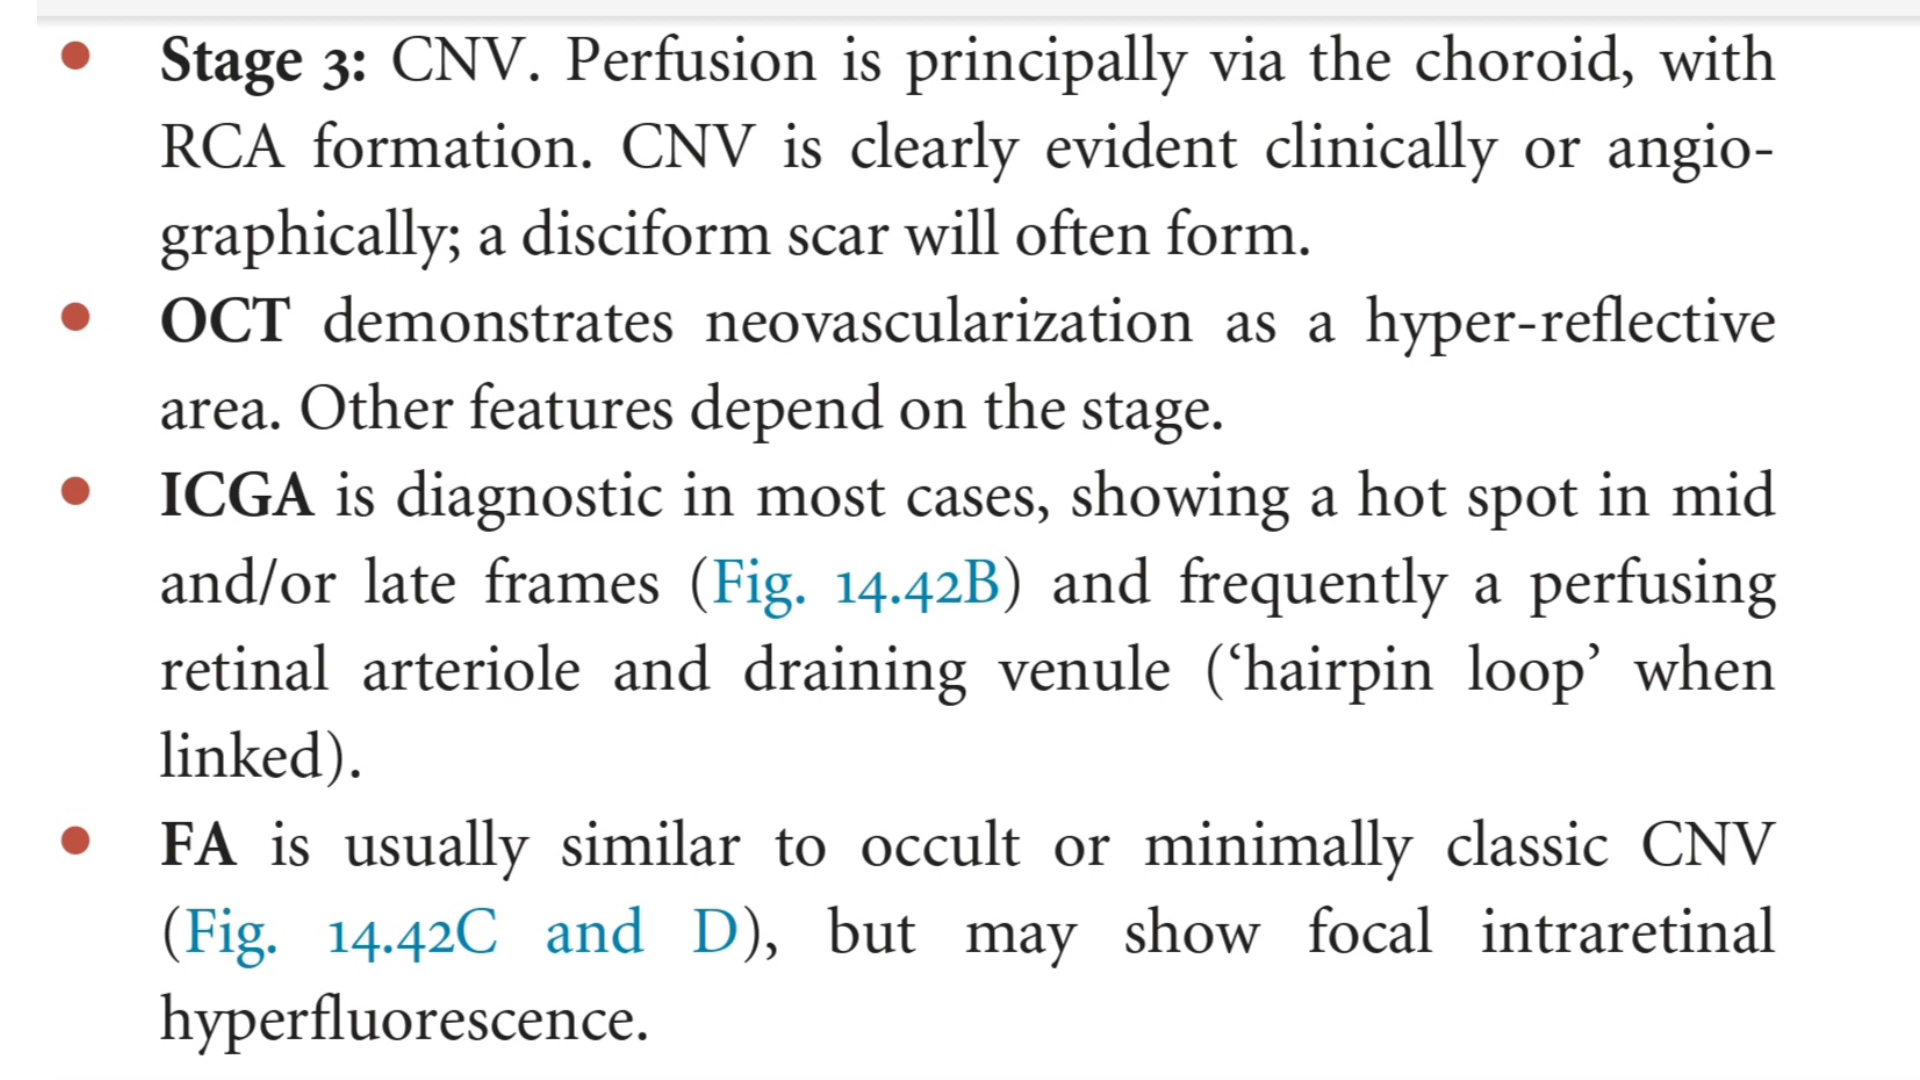 • Stage 3: CNV. Perfusion is principally via the choroid, with
RCA formation. CNV is clearly evident clinically or angio-
graphically; a disciform scar will often form.
• OCT demonstrates neovascularization as a hyper-reflective
area. Other features depend on the stage.
• ICGA is diagnostic in most cases, showing a hot spot in mid
and/or late frames (Fig. 14.42B) and frequently a perfusing
retinal arteriole and draining venule (‘hairpin loop’ when
linked).
• FA is usually similar to occult or minimally classic CNV
(Fig. 14.42C and D), but may show focal intraretinal
hyperfluorescence.